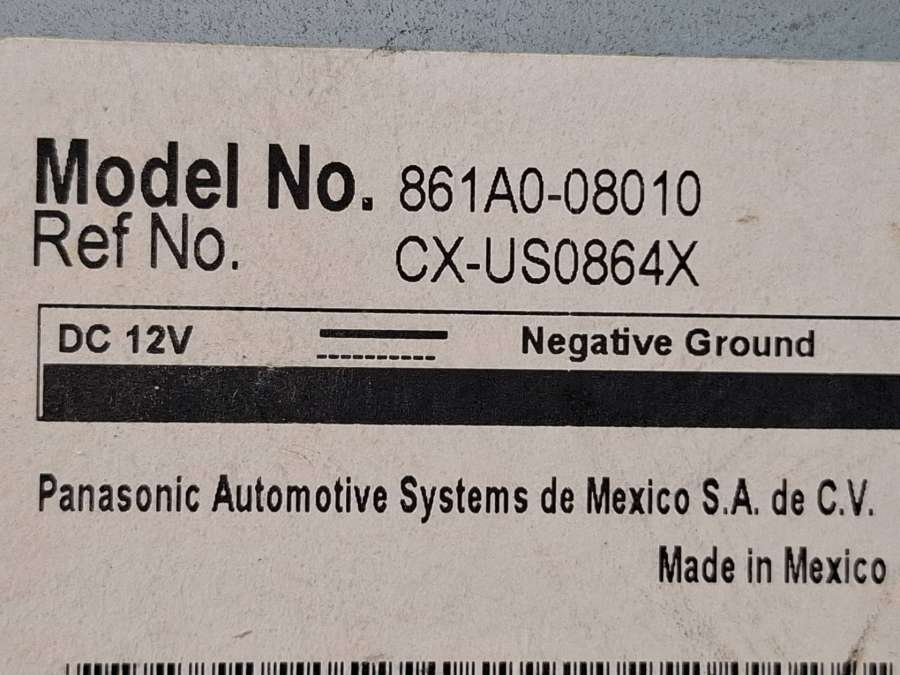 Model No. 861A0-08010
Ref No. CX-US0864X
DC 12V Negative Ground
Panasonic Automotive Systems de Mexico S.A. de C.V.
Made in Mexico